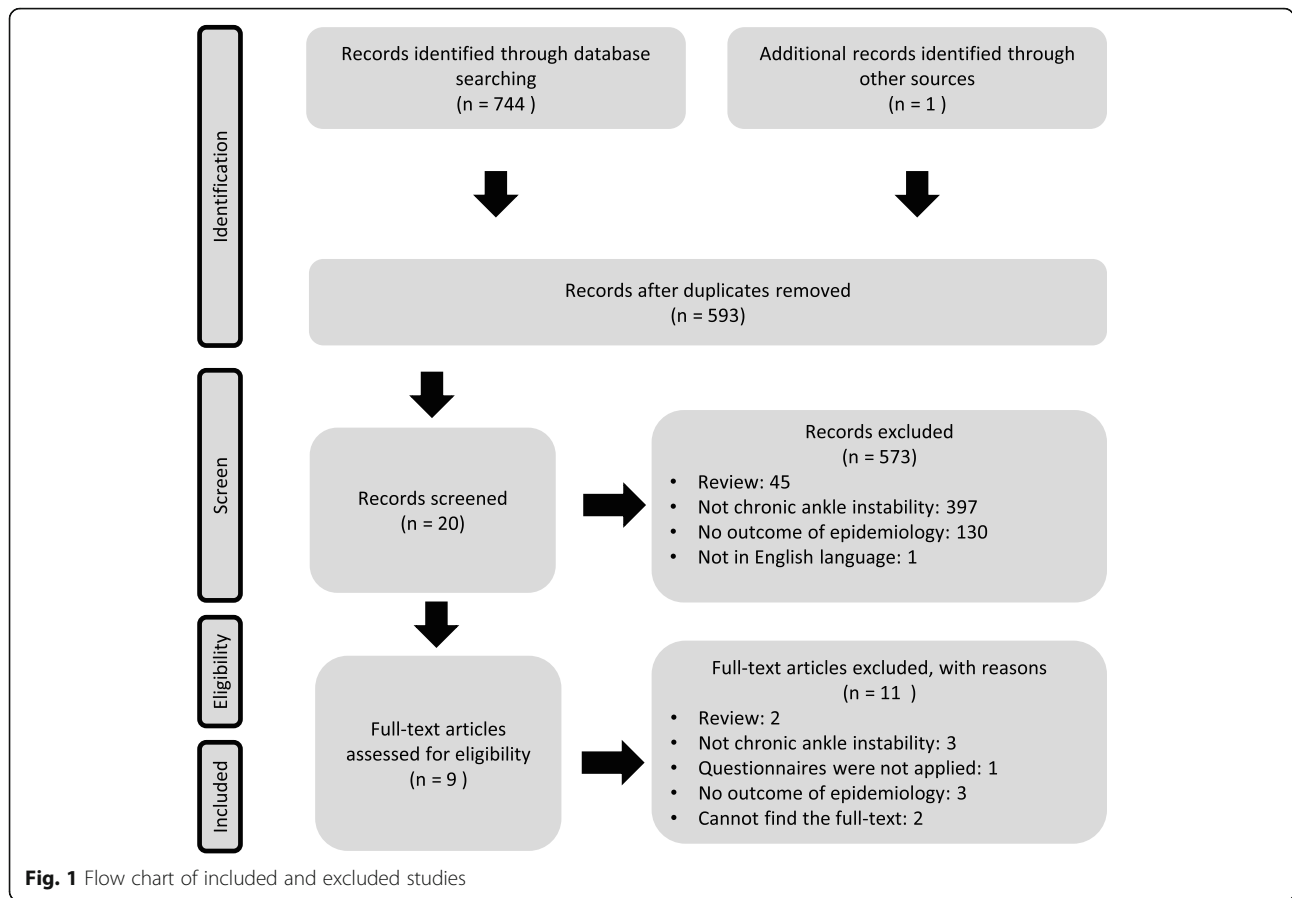 Identification
Records identified through database
searching
(n = 744 )
Additional records identified through
other sources
(n = 1 )
Records after duplicates removed
(n = 593)
Screen
Records screened
(n = 20)
Records excluded
(n = 573)
• Review: 45
• Not chronic ankle instability: 397
• No outcome of epidemiology: 130
• Not in English language: 1
Eligibility
Included
Full-text articles
assessed for eligibility
(n = 9 )
Full-text articles excluded, with reasons
(n = 11  )
• Review: 2
• Not chronic ankle instability: 3
• Questionnaires were not applied: 1
• No outcome of epidemiology: 3
• Cannot find the full-text: 2
Fig. 1 Flow chart of included and excluded studies